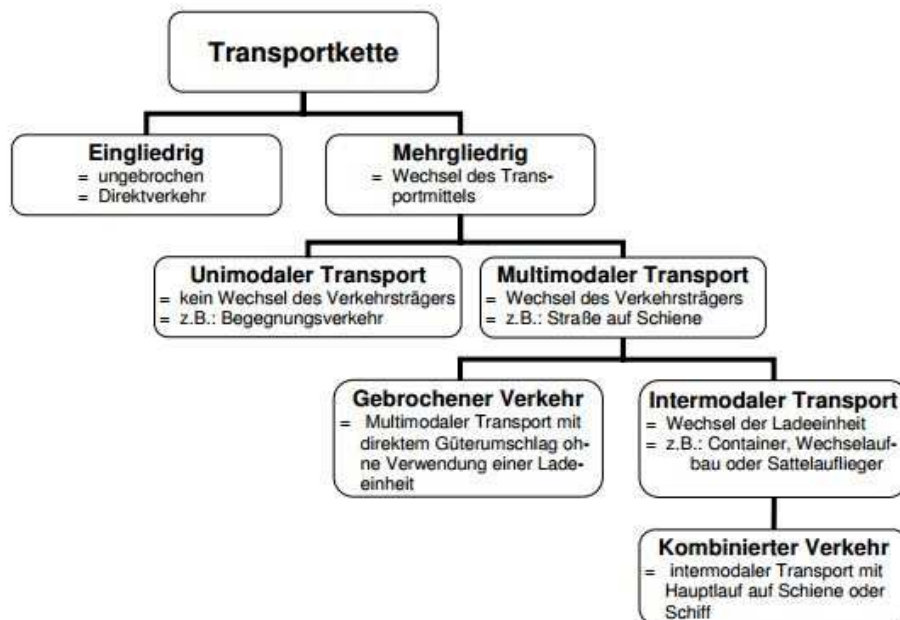 Transportkette
Eingliedrig
= ungebrochen
= Direktverkehr
Mehrgliedrig
= Wechsel des Trans-
portmittels
Unimodaler Transport
= kein Wechsel des Verkehrsträgers
= z.B.: Begegnungsverkehr
Multimodaler Transport
= Wechsel des Verkehrsträgers
= z.B.: Straße auf Schiene
Gebrochener Verkehr
= Multimodaler Transport mit
direktem Güterumschlag oh-
ne Verwendung einer Lade-
einheit
Intermodaler Transport
= Wechsel der Ladeeinheit
= z.B.: Container, Wechselauf-
bau oder Sattelauflieger
Kombinierter Verkehr
= intermodaler Transport mit
Hauptlauf auf Schiene oder
Schiff